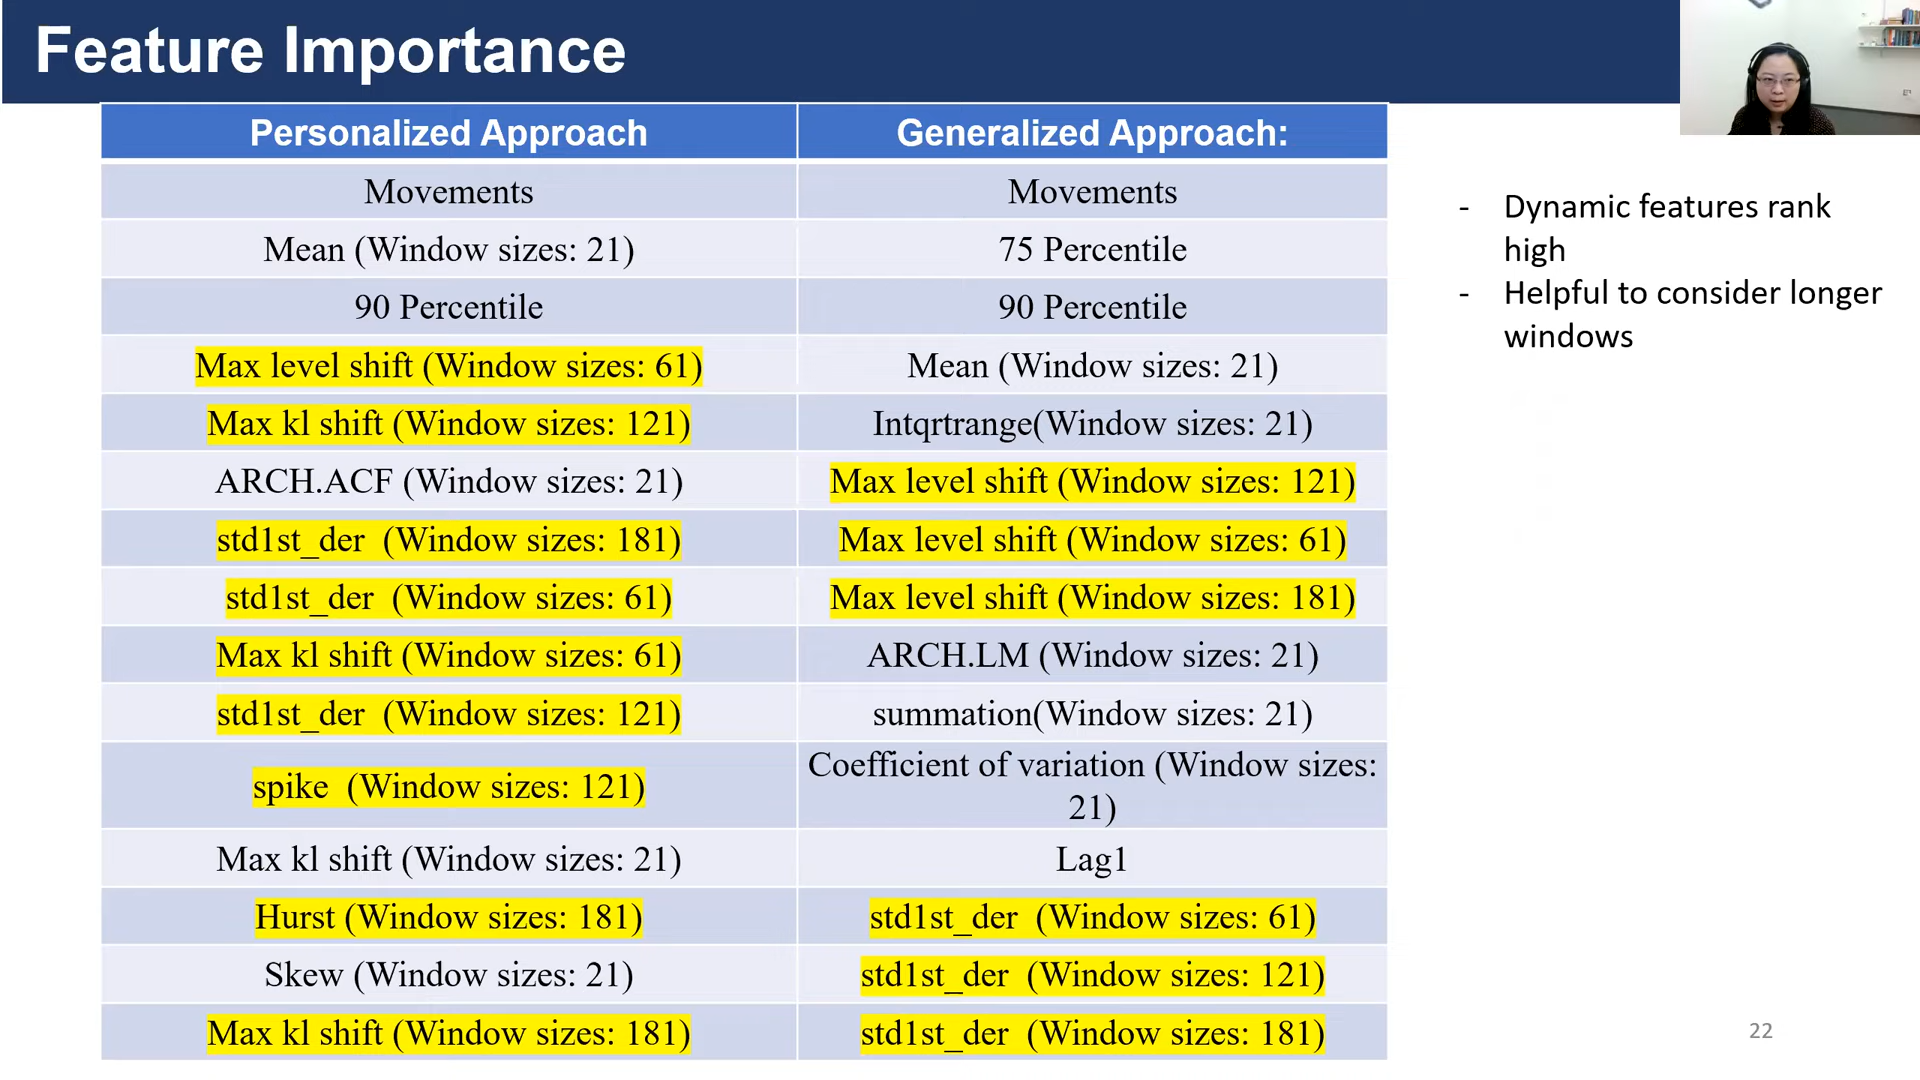 Feature Importance
Personalized Approach
Generalized Approach:
Movements
Movements
Mean (Window sizes: 21)
75 Percentile
90 Percentile
90 Percentile
Max level shift (Window sizes: 61)
Mean (Window sizes: 21)
Max kl shift (Window sizes: 121)
Intqrtrange(Window sizes: 21)
ARCH.ACF (Window sizes: 21)
Max level shift (Window sizes: 121)
std1st_der  (Window sizes: 181)
Max level shift (Window sizes: 61)
std1st_der  (Window sizes: 61)
Max level shift (Window sizes: 181)
Max kl shift (Window sizes: 61)
ARCH.LM (Window sizes: 21)
std1st_der  (Window sizes: 121)
summation(Window sizes: 21)
spike  (Window sizes: 121)
Coefficient of variation (Window sizes:
21)
Max kl shift (Window sizes: 21)
Lag1
Hurst (Window sizes: 181)
std1st_der  (Window sizes: 61)
Skew (Window sizes: 21)
std1st_der  (Window sizes: 121)
Max kl shift (Window sizes: 181)
std1st_der  (Window sizes: 181)
- Dynamic features rank
high
- Helpful to consider longer
windows
22